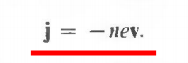 j = −nev.